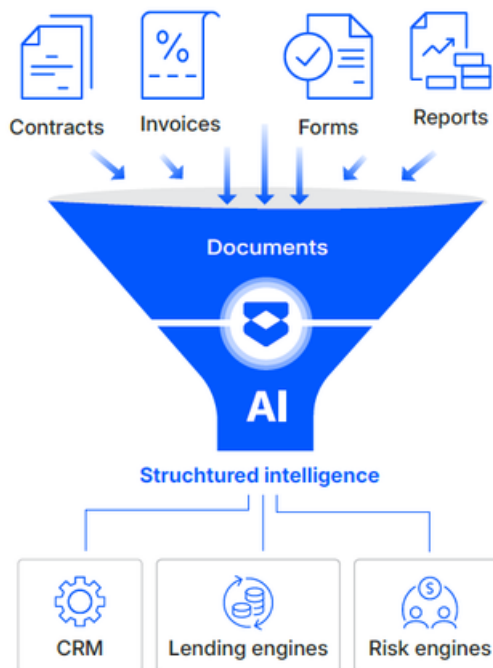 Contracts
Invoices
Forms
Reports
Documents
AI
Struchtured intelligence
CRM
Lending engines
Risk engines